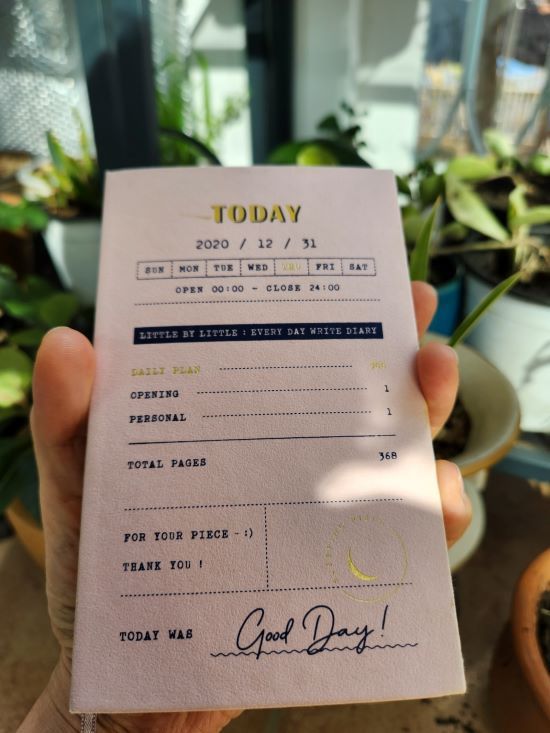 TODAY
2020 / 12 / 31
SUN MON TUE WED THU FRI SAT
OPEN 00:00 - CLOSE 24:00
LITTLE BY LITTLE : EVERY DAY WRITE DIARY
DAILY PLAN
OPENING 1
PERSONAL 1
TOTAL PAGES 368
FOR YOUR PIECE - :)
THANK YOU !
TODAY WAS Good Day!